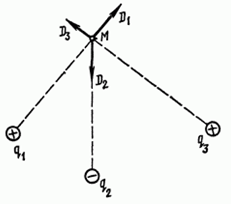 D₃ M D₁
D₂
+ q₁
− q₂
+ q₃